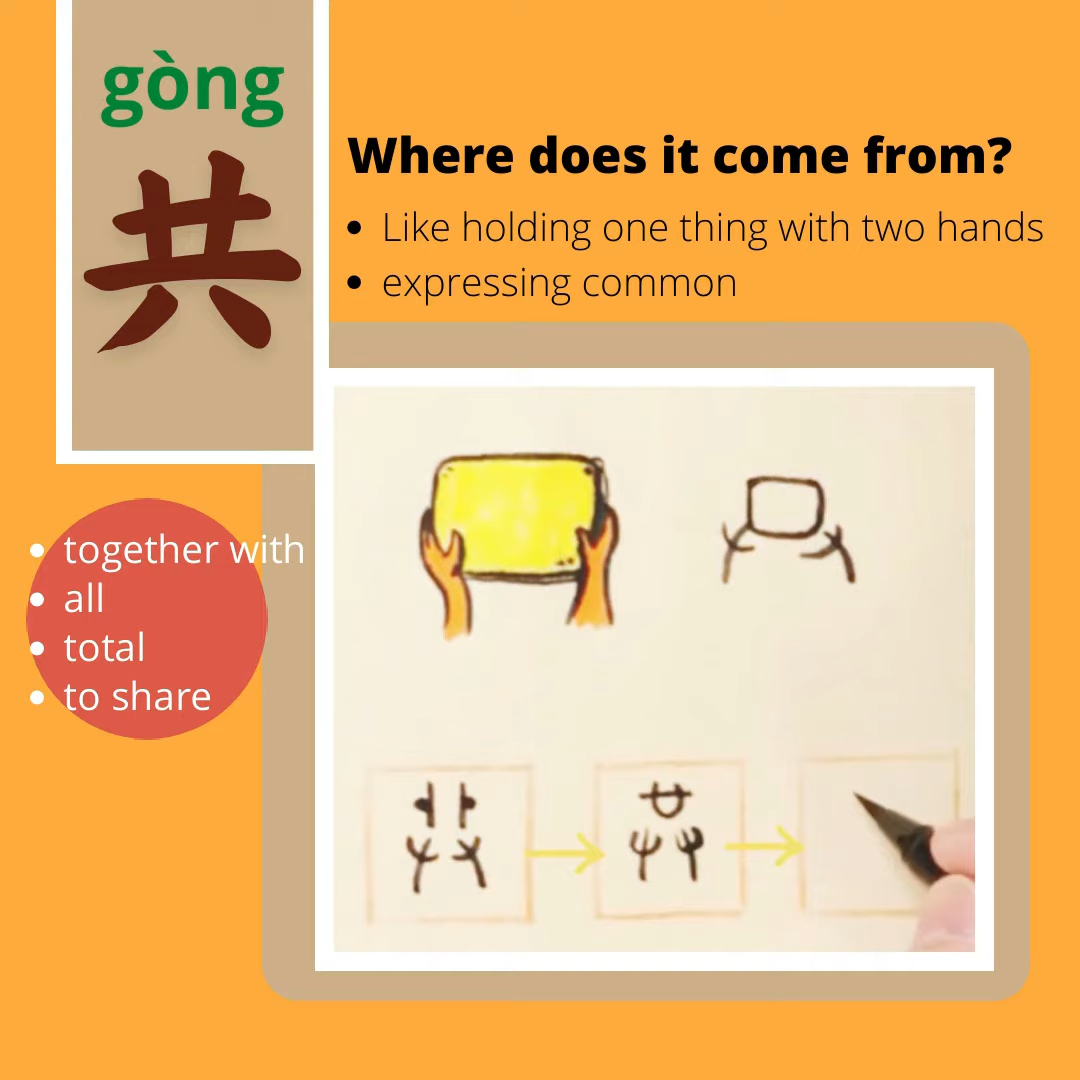 gòng
共
Where does it come from?
• Like holding one thing with two hands
• expressing common
• together with
• all
• total
• to share